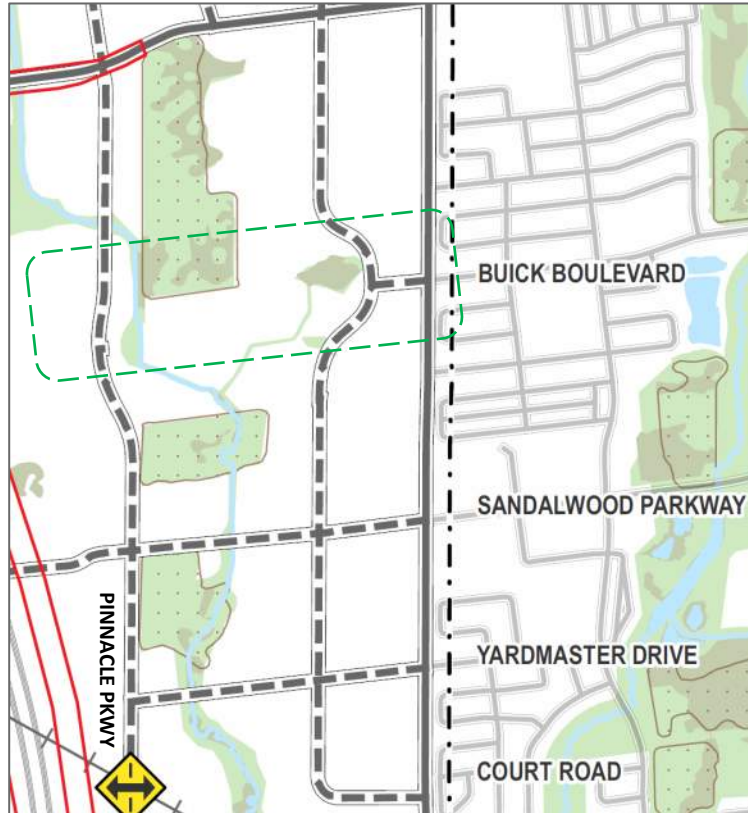 BUICK BOULEVARD
SANDALWOOD PARKWAY
PINNACLE PKWY
YARDMASTER DRIVE
COURT ROAD